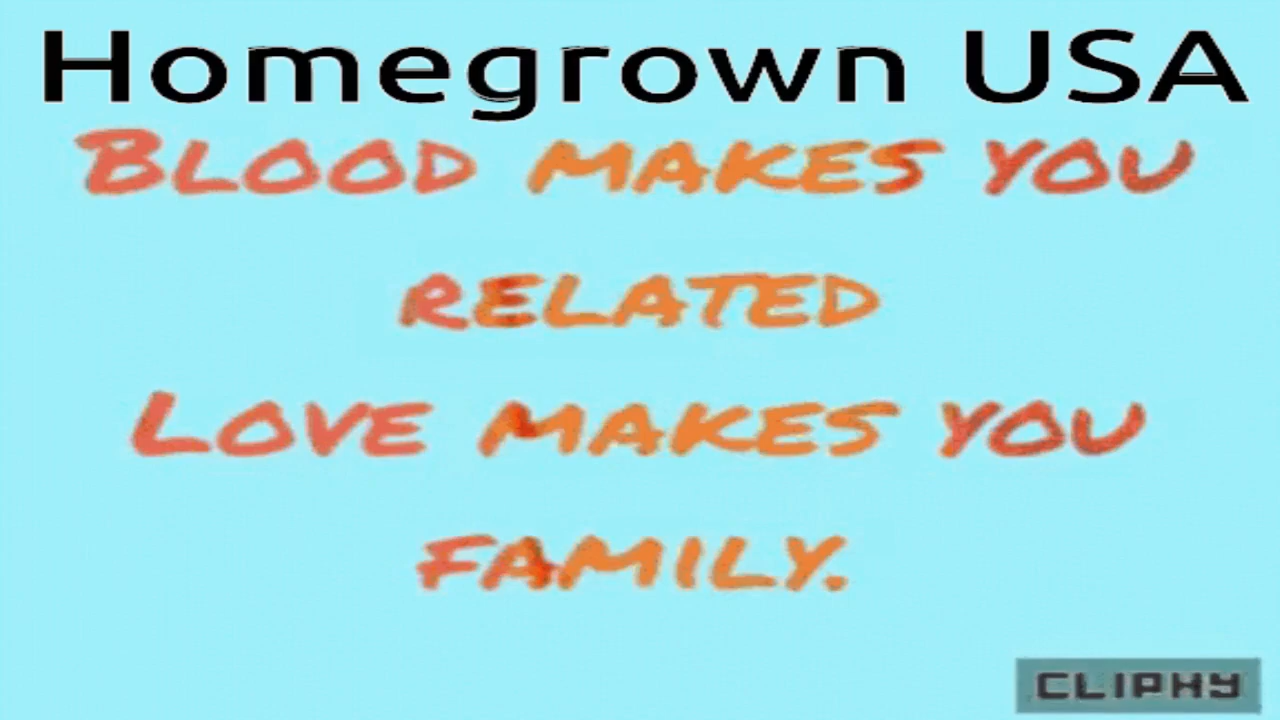 Homegrown USA
BLOOD MAKES YOU
RELATED
LOVE MAKES YOU
FAMILY.
CLIPHY